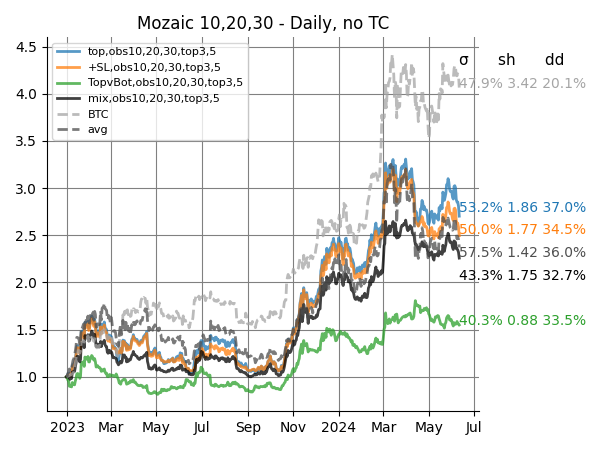 Mozaic 10,20,30 - Daily, no TC
top,obs10,20,30,top3,5
+SL,obs10,20,30,top3,5
TopvBot,obs10,20,30,top3,5
mix,obs10,20,30,top3,5
BTC
avg
σ sh dd
47.9% 3.42 20.1%
53.2% 1.86 37.0%
50.0% 1.77 34.5%
57.5% 1.42 36.0%
43.3% 1.75 32.7%
40.3% 0.88 33.5%
4.5
4.0
3.5
3.0
2.5
2.0
1.5
1.0
2023 Mar May Jul Sep Nov 2024 Mar May Jul